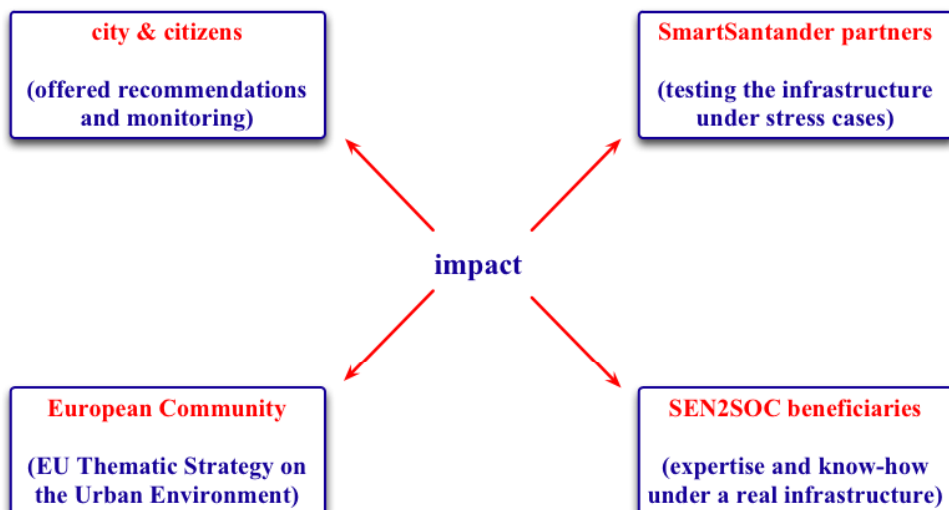 city & citizens
(offered recommendations
and monitoring)
SmartSantander partners
(testing the infrastructure
under stress cases)
impact
European Community
(EU Thematic Strategy on
the Urban Environment)
SEN2SOC beneficiaries
(expertise and know-how
under a real infrastructure)